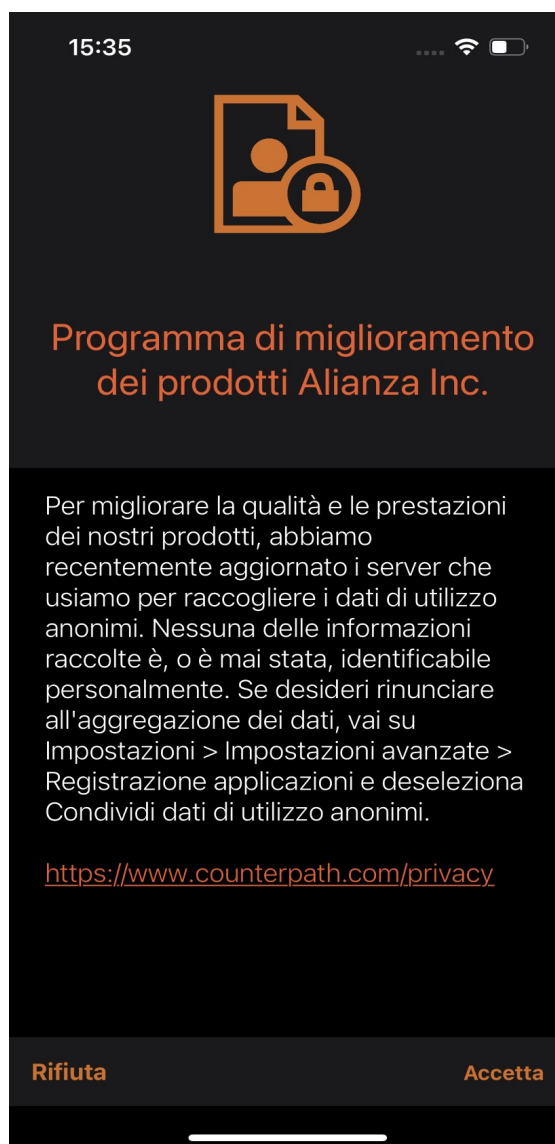 15:35
Programma di miglioramento
dei prodotti Alianza Inc.
Per migliorare la qualità e le prestazioni
dei nostri prodotti, abbiamo
recentemente aggiornato i server che
usiamo per raccogliere i dati di utilizzo
anonimi. Nessuna delle informazioni
raccolte è, o è mai stata, identificabile
personalmente. Se desideri rinunciare
all'aggregazione dei dati, vai su
Impostazioni > Impostazioni avanzate >
Registrazione applicazioni e deseleziona
Condividi dati di utilizzo anonimi.
https://www.counterpath.com/privacy
Rifiuta Accetta